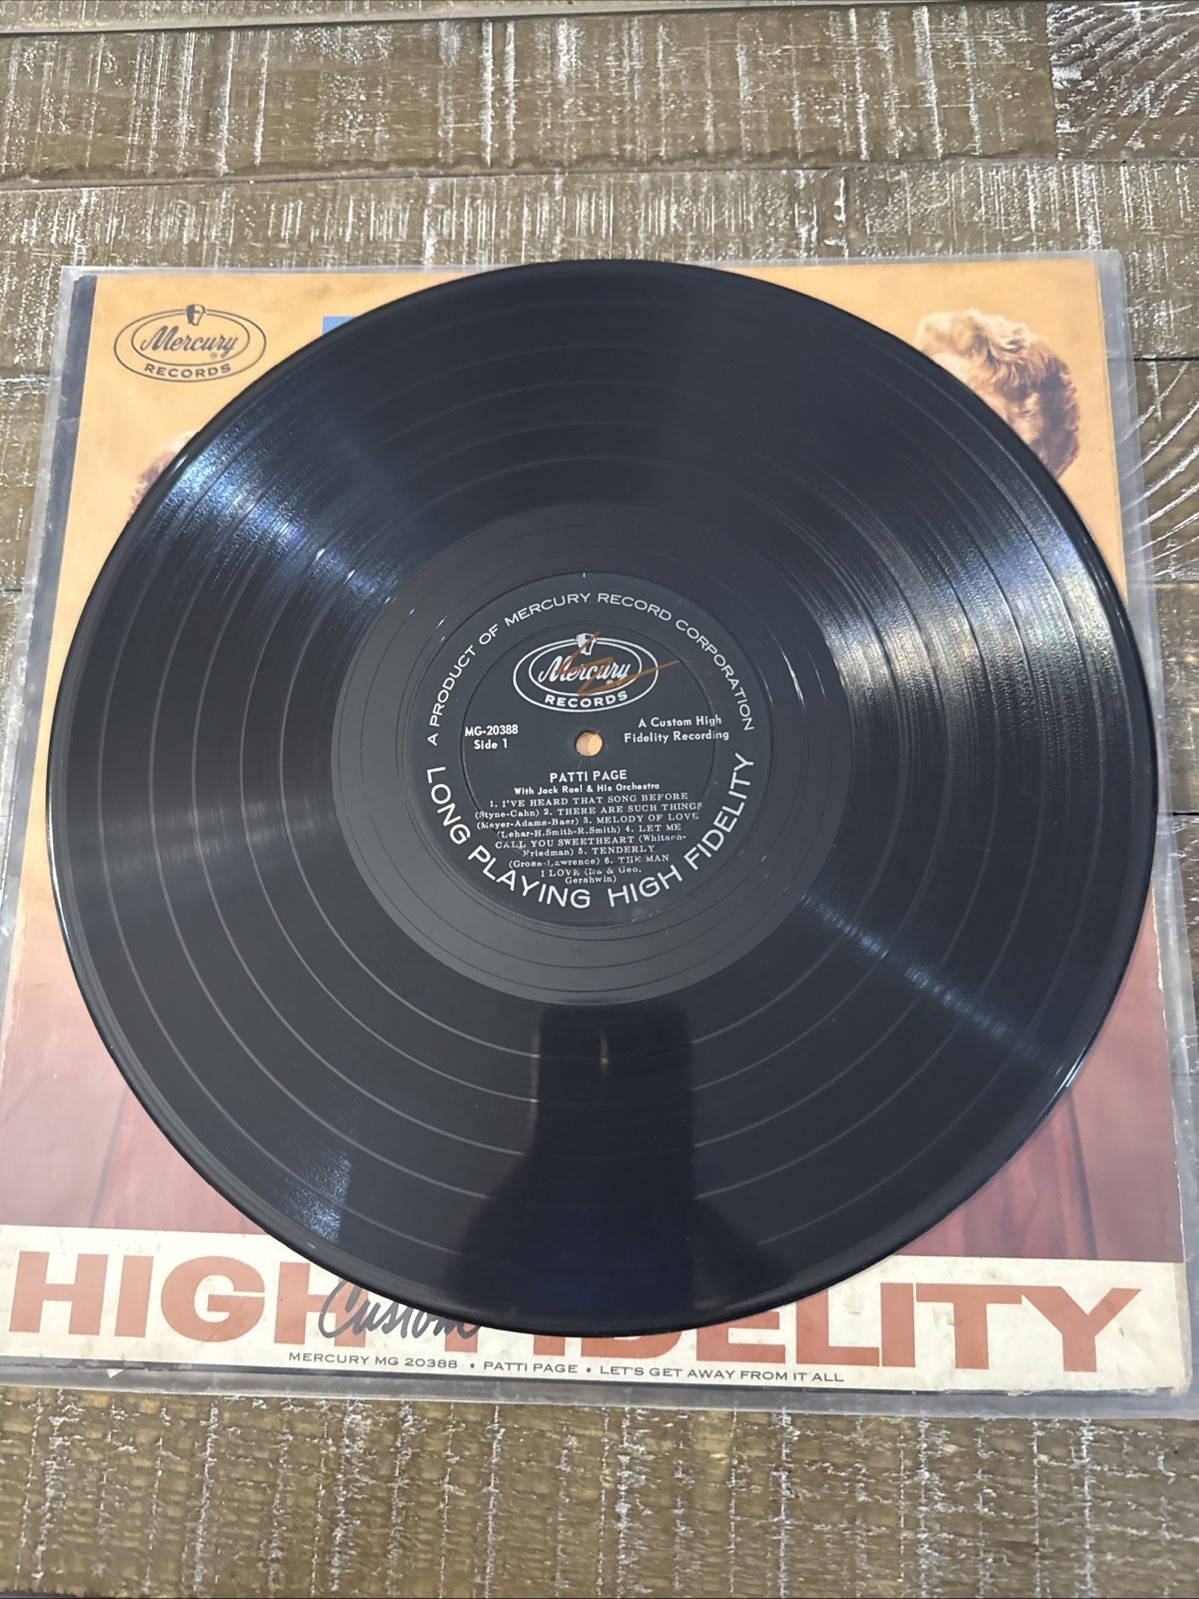 Mercury
RECORDS
A PRODUCT OF MERCURY RECORD CORPORATION
Mercury
RECORDS
MG-20388
Side 1
A Custom High
Fidelity Recording
PATTI PAGE
With Jack Rael & His Orchestra
1. I'VE HEARD THAT SONG BEFORE
(Styne-Cahn) 2. THERE ARE SUCH THINGS
(Meyer-Adams-Baer) 3. MELODY OF LOVE
(Lehar-H.Smith-R.Smith) 4. LET ME
CALL YOU SWEETHEART (Whitson-
Friedman) 5. TENDERLY
(Gross-Lawrence) 6. THE MAN
I LOVE (Ira & Geo.
Gershwin)
LONG PLAYING HIGH FIDELITY
HIGH FIDELITY
Custom
MERCURY MG 20388 • PATTI PAGE • LET'S GET AWAY FROM IT ALL